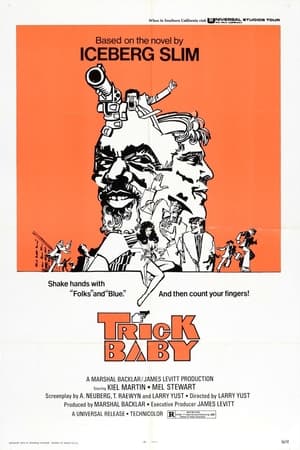 When in Southern California visit UNIVERSAL STUDIOS TOUR
Based on the novel by
ICEBERG SLIM
Shake hands with
"Folks" and "Blue."
And then count your fingers!
TRICK
BABY
A MARSHAL BACKLAR/JAMES LEVITT PRODUCTION
starring KIEL MARTIN • MEL STEWART
Screenplay by A. NEUBERG, T. RAEWYN and LARRY YUST • Directed by LARRY YUST
Produced by MARSHAL BACKLAR • Executive Producer JAMES LEVITT
A UNIVERSAL RELEASE • TECHNICOLOR
R